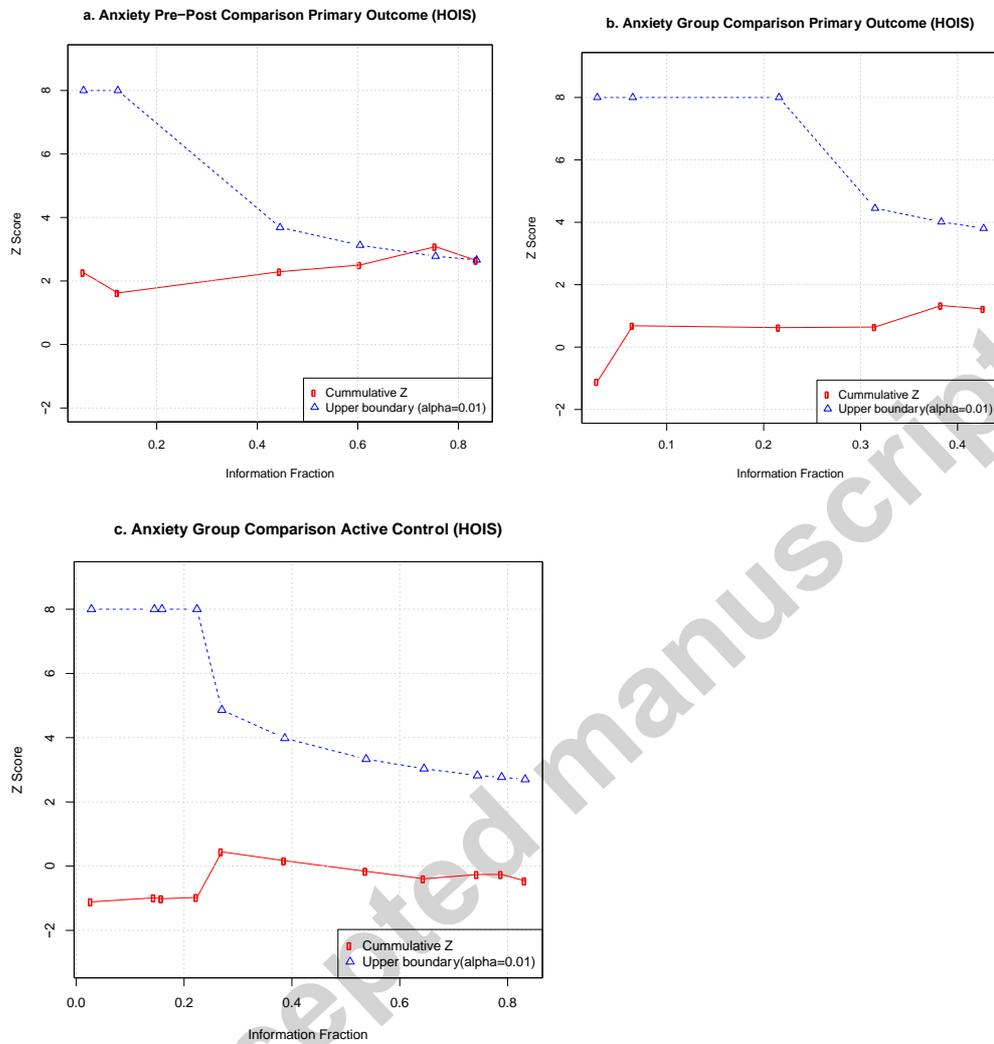 a. Anxiety Pre−Post Comparison Primary Outcome (HOIS)
8
6
4
2
0
−2
Z Score
Cummulative Z
Upper boundary (alpha=0.01)
0.2 0.4 0.6 0.8
Information Fraction
b. Anxiety Group Comparison Primary Outcome (HOIS)
8
6
4
2
0
−2
Z Score
Cummulative Z
Upper boundary(alpha=0.01)
0.1 0.2 0.3 0.4
Information Fraction
c. Anxiety Group Comparison Active Control (HOIS)
8
6
4
2
0
−2
Z Score
Cummulative Z
Upper boundary(alpha=0.01)
0.0 0.2 0.4 0.6 0.8
Information Fraction
cepted manuscript